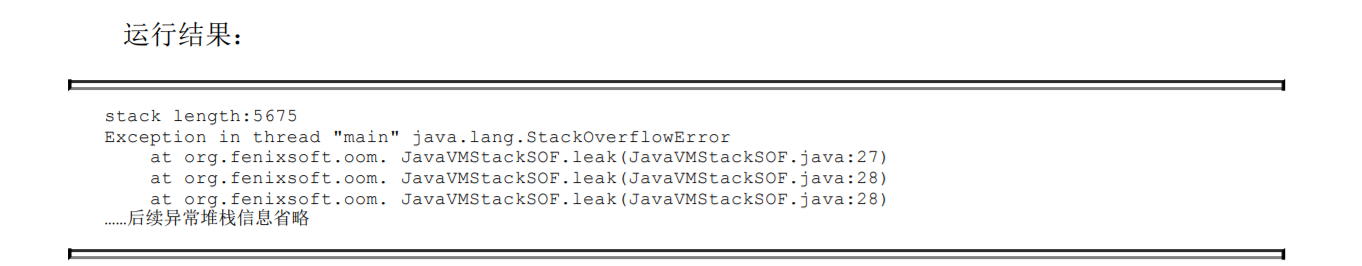 运行结果：
stack length:5675
Exception in thread "main" java.lang.StackOverflowError
    at org.fenixsoft.oom. JavaVMStackSOF.leak(JavaVMStackSOF.java:27)
    at org.fenixsoft.oom. JavaVMStackSOF.leak(JavaVMStackSOF.java:28)
    at org.fenixsoft.oom. JavaVMStackSOF.leak(JavaVMStackSOF.java:28)
……后续异常堆栈信息省略